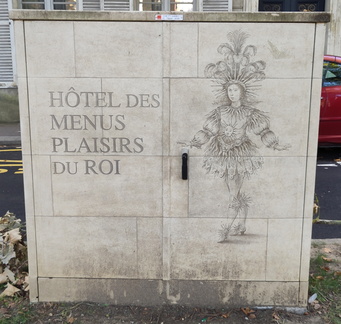 HÔTEL DES
MENUS
PLAISIRS
DU ROI